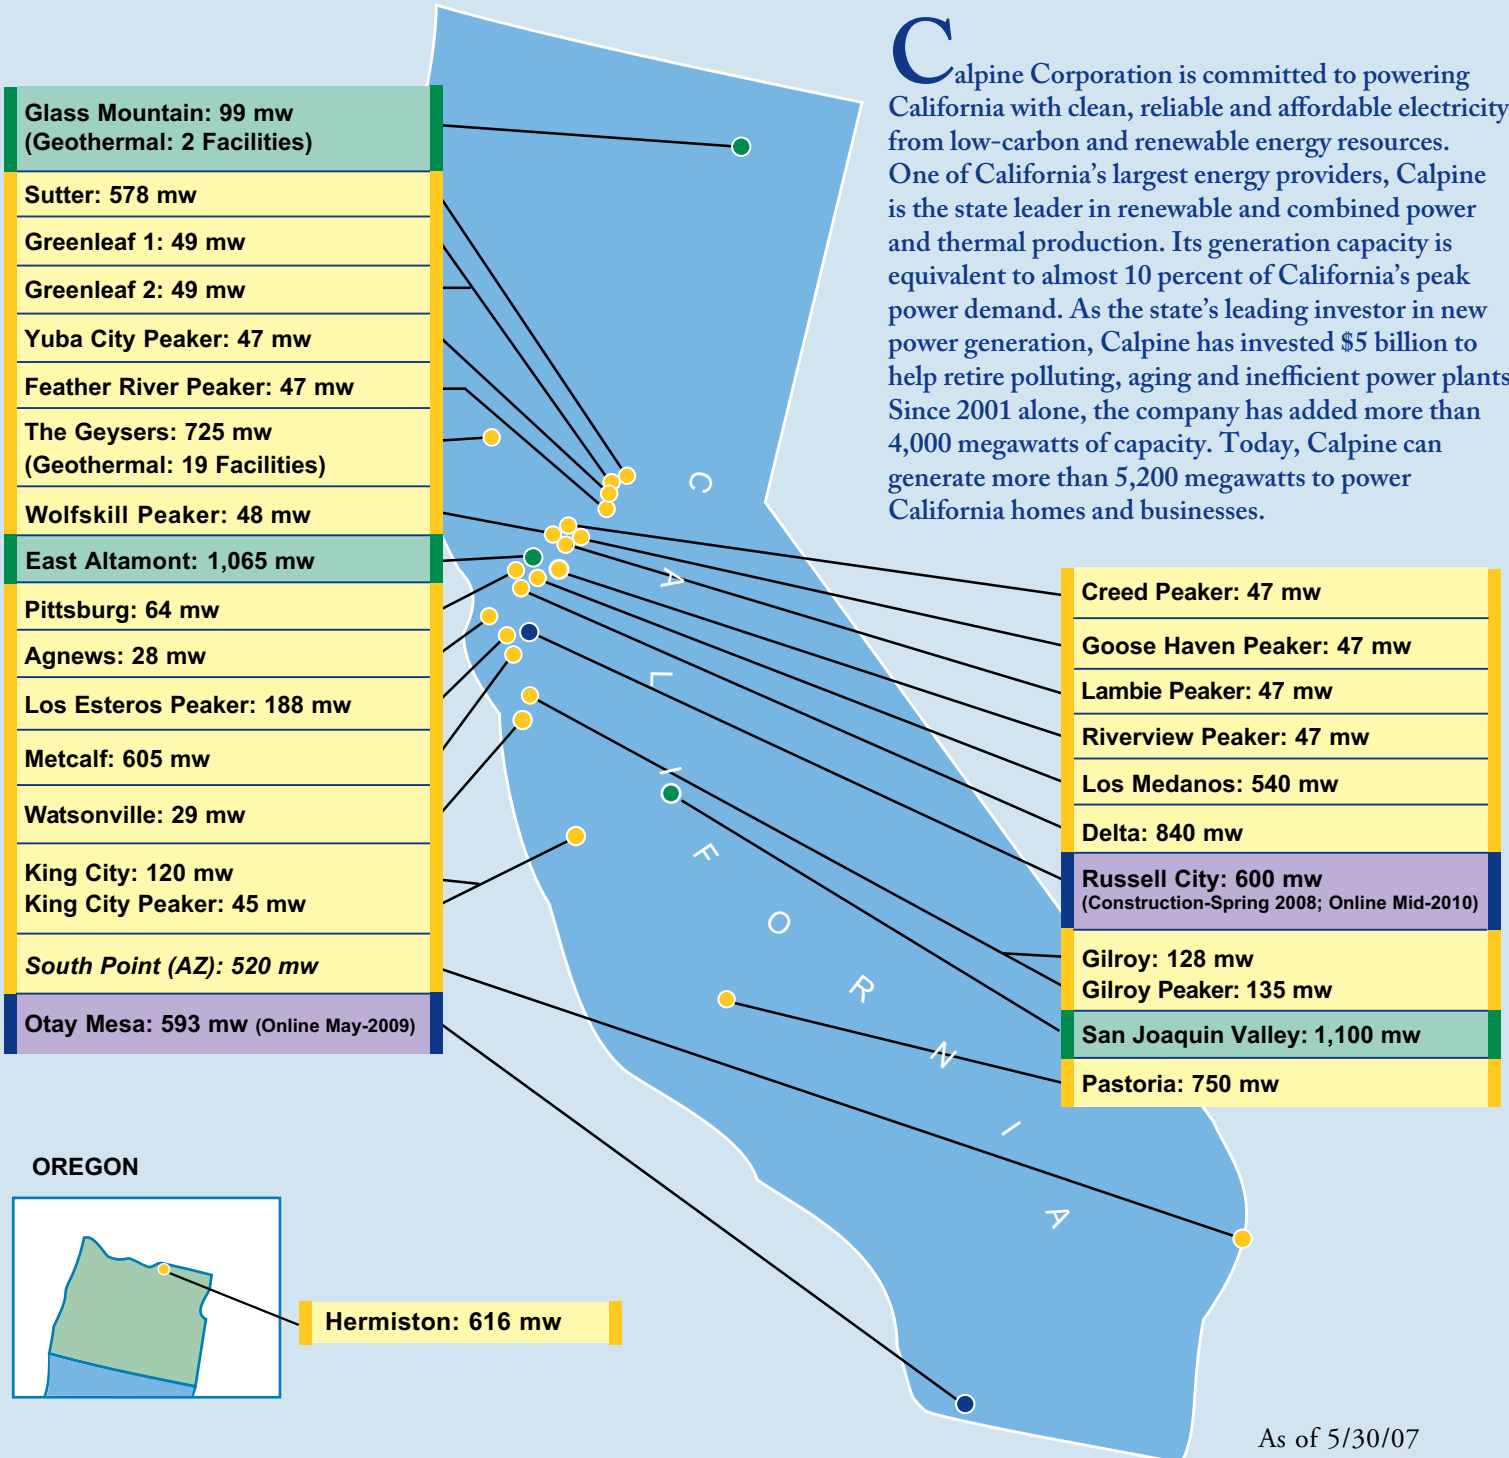 Calpine Corporation is committed to powering
California with clean, reliable and affordable electricity
from low-carbon and renewable energy resources.
One of California's largest energy providers, Calpine
is the state leader in renewable and combined power
and thermal production. Its generation capacity is
equivalent to almost 10 percent of California's peak
power demand. As the state's leading investor in new
power generation, Calpine has invested $5 billion to
help retire polluting, aging and inefficient power plants
Since 2001 alone, the company has added more than
4,000 megawatts of capacity. Today, Calpine can
generate more than 5,200 megawatts to power
California homes and businesses.
Glass Mountain: 99 mw
(Geothermal: 2 Facilities)
Sutter: 578 mw
Greenleaf 1: 49 mw
Greenleaf 2: 49 mw
Yuba City Peaker: 47 mw
Feather River Peaker: 47 mw
The Geysers: 725 mw
(Geothermal: 19 Facilities)
Wolfskill Peaker: 48 mw
East Altamont: 1,065 mw
Pittsburg: 64 mw
Agnews: 28 mw
Los Esteros Peaker: 188 mw
Metcalf: 605 mw
Watsonville: 29 mw
King City: 120 mw
King City Peaker: 45 mw
South Point (AZ): 520 mw
Otay Mesa: 593 mw (Online May-2009)
CALIFORNIA
Creed Peaker: 47 mw
Goose Haven Peaker: 47 mw
Lambie Peaker: 47 mw
Riverview Peaker: 47 mw
Los Medanos: 540 mw
Delta: 840 mw
Russell City: 600 mw
(Construction-Spring 2008; Online Mid-2010)
Gilroy: 128 mw
Gilroy Peaker: 135 mw
San Joaquin Valley: 1,100 mw
Pastoria: 750 mw
OREGON
Hermiston: 616 mw
As of 5/30/07